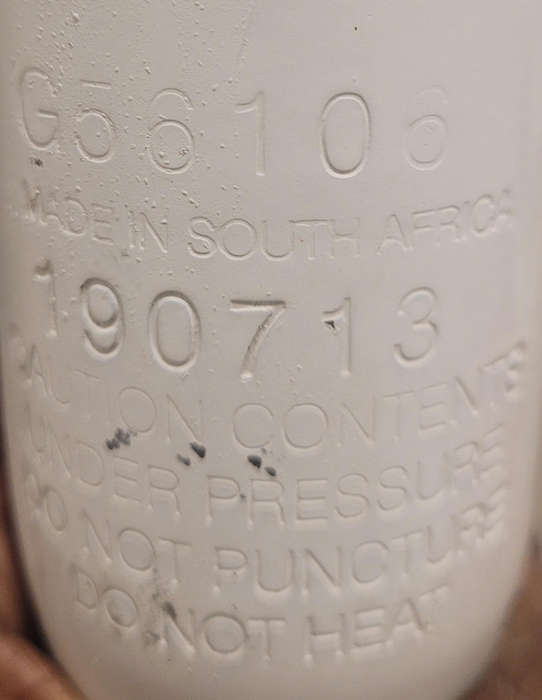 G56106
MADE IN SOUTH AFRICA
190713
CAUTION CONTENTS
UNDER PRESSURE
DO NOT PUNCTURE
DO NOT HEAT